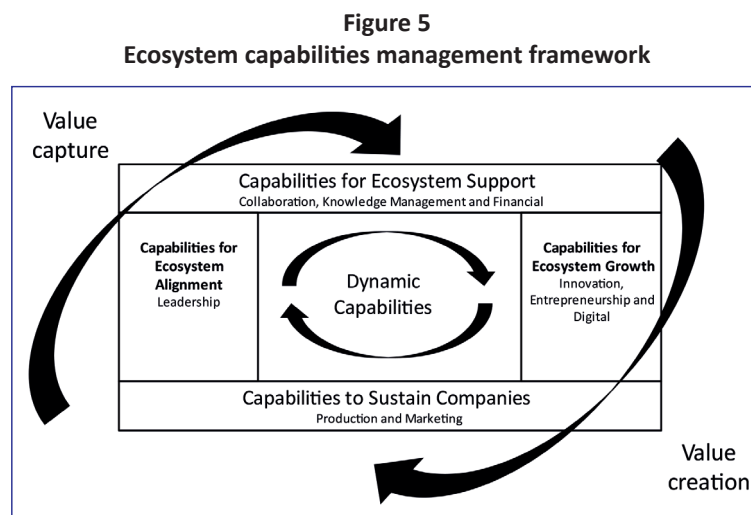 Figure 5
Ecosystem capabilities management framework
Value
capture
Capabilities for Ecosystem Support
Collaboration, Knowledge Management and Financial
Capabilities for
Ecosystem
Alignment
Leadership
Dynamic
Capabilities
Capabilities for
Ecosystem Growth
Innovation,
Entrepreneurship and
Digital
Capabilities to Sustain Companies
Production and Marketing
Value
creation